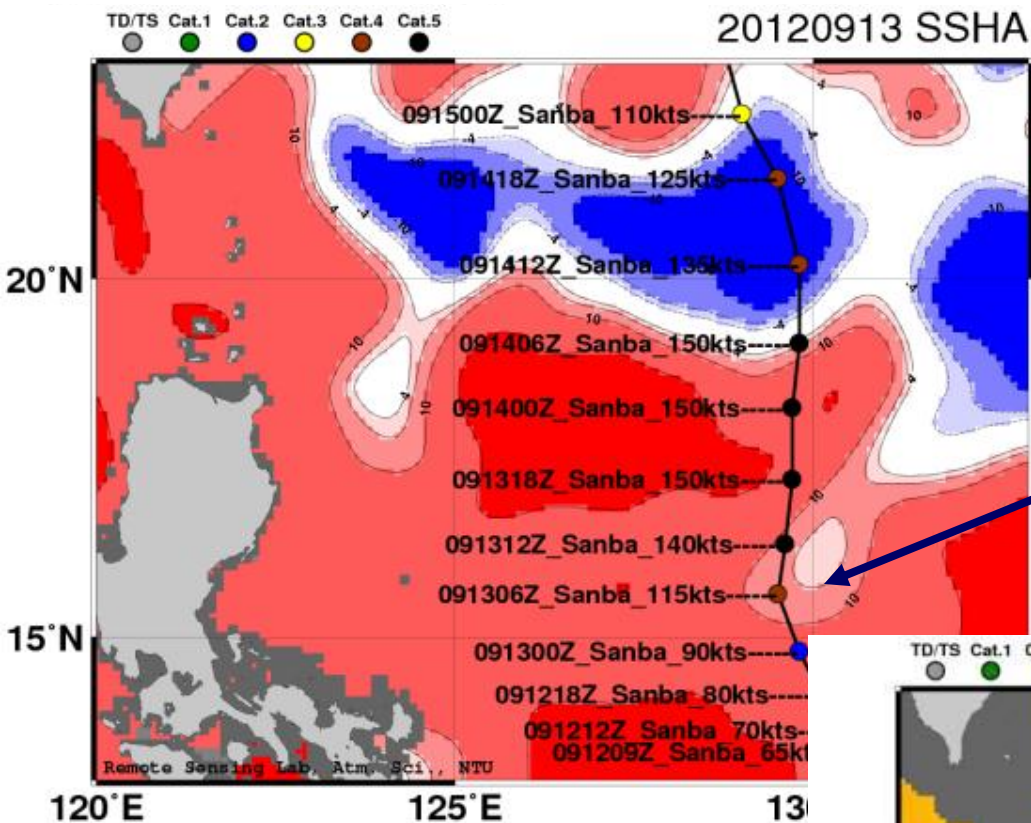 TD/TS Cat.1 Cat.2 Cat.3 Cat.4 Cat.5
20120913 SSHA
091500Z_Sanba_110kts
091418Z_Sanba_125kts
091412Z_Sanba_135kts
20°N
091406Z_Sanba_150kts
091400Z_Sanba_150kts
091318Z_Sanba_150kts
091312Z_Sanba_140kts
091306Z_Sanba_115kts
15°N
091300Z_Sanba_90kts
091218Z_Sanba_80kts
091212Z_Sanba_70kts
091209Z_Sanba_65kt
Remote Sensing Lab, Atm. Sci., NTU
120°E 125°E 13
TD/TS Cat.1